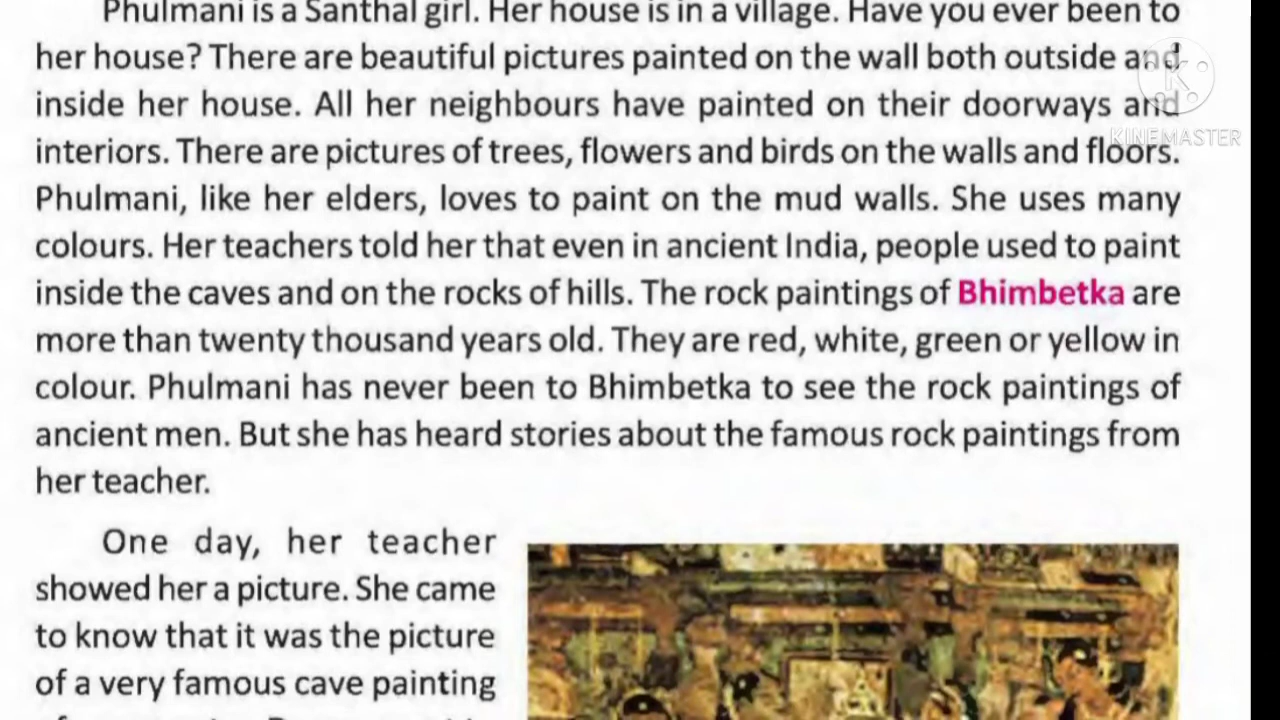 Phulmani is a Santhal girl. Her house is in a village. Have you ever been to
her house? There are beautiful pictures painted on the wall both outside and
inside her house. All her neighbours have painted on their doorways and
interiors. There are pictures of trees, flowers and birds on the walls and floors.
Phulmani, like her elders, loves to paint on the mud walls. She uses many
colours. Her teachers told her that even in ancient India, people used to paint
inside the caves and on the rocks of hills. The rock paintings of Bhimbetka are
more than twenty thousand years old. They are red, white, green or yellow in
colour. Phulmani has never been to Bhimbetka to see the rock paintings of
ancient men. But she has heard stories about the famous rock paintings from
her teacher.
One day, her teacher
showed her a picture. She came
to know that it was the picture
of a very famous cave painting
K
KINEMASTER